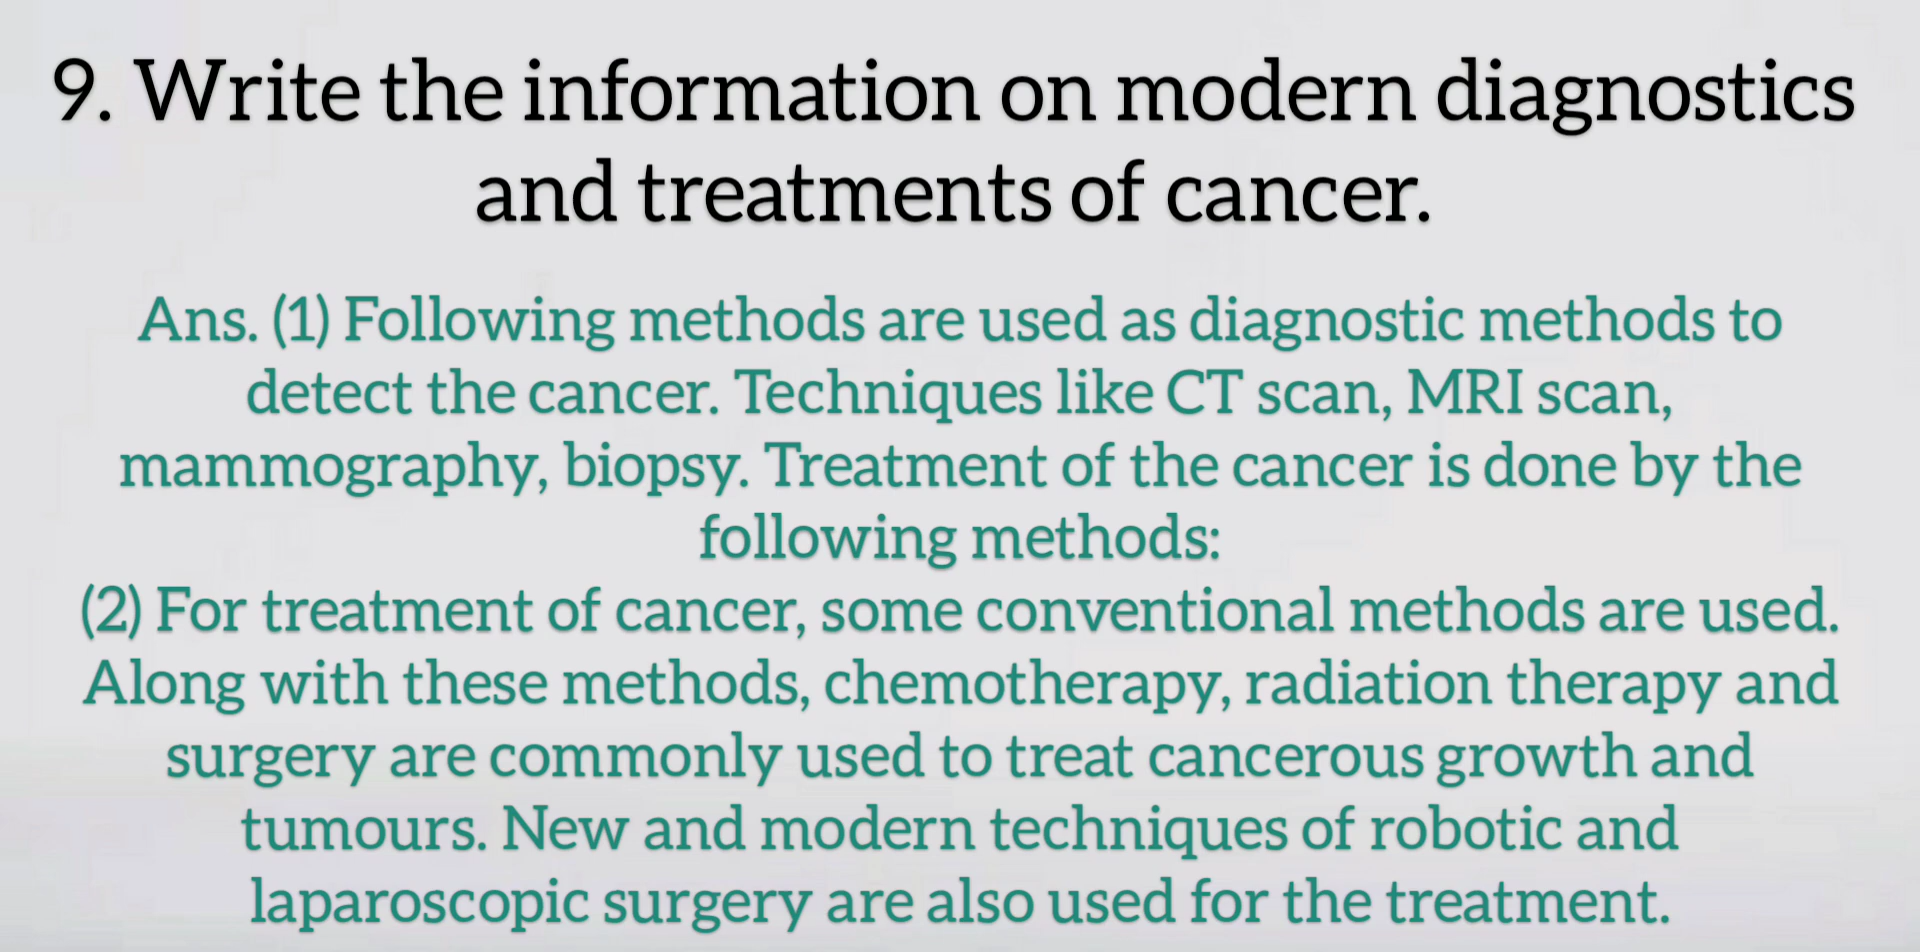 9. Write the information on modern diagnostics
and treatments of cancer.
Ans. (1) Following methods are used as diagnostic methods to
detect the cancer. Techniques like CT scan, MRI scan,
mammography, biopsy. Treatment of the cancer is done by the
following methods:
(2) For treatment of cancer, some conventional methods are used.
Along with these methods, chemotherapy, radiation therapy and
surgery are commonly used to treat cancerous growth and
tumours. New and modern techniques of robotic and
laparoscopic surgery are also used for the treatment.